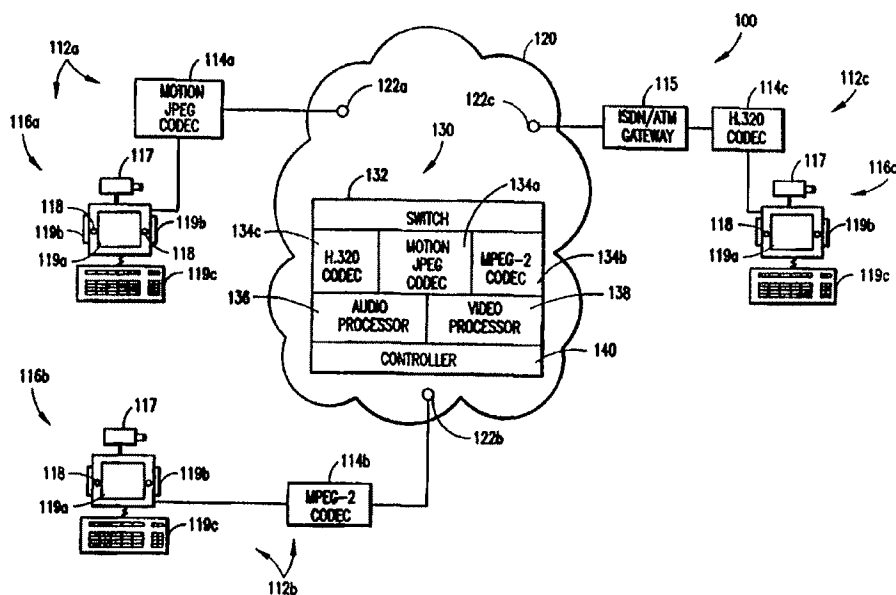 112a
114a
MOTION
JPEG
CODEC
116a
117
118
119b
119b
119a
118
119c
120
122a
122c
130
132
134a
SWITCH
134c
H.320
CODEC
MOTION
JPEG
CODEC
MPEG-2
CODEC
134b
136
AUDIO
PROCESSOR
VIDEO
PROCESSOR
138
CONTROLLER
140
122b
100
115
ISDN/ATM
GATEWAY
114c
H.320
CODEC
112c
117
116c
118
119b
119a
118
119c
116b
117
118
119b
119a
119c
114b
MPEG-2
CODEC
112b